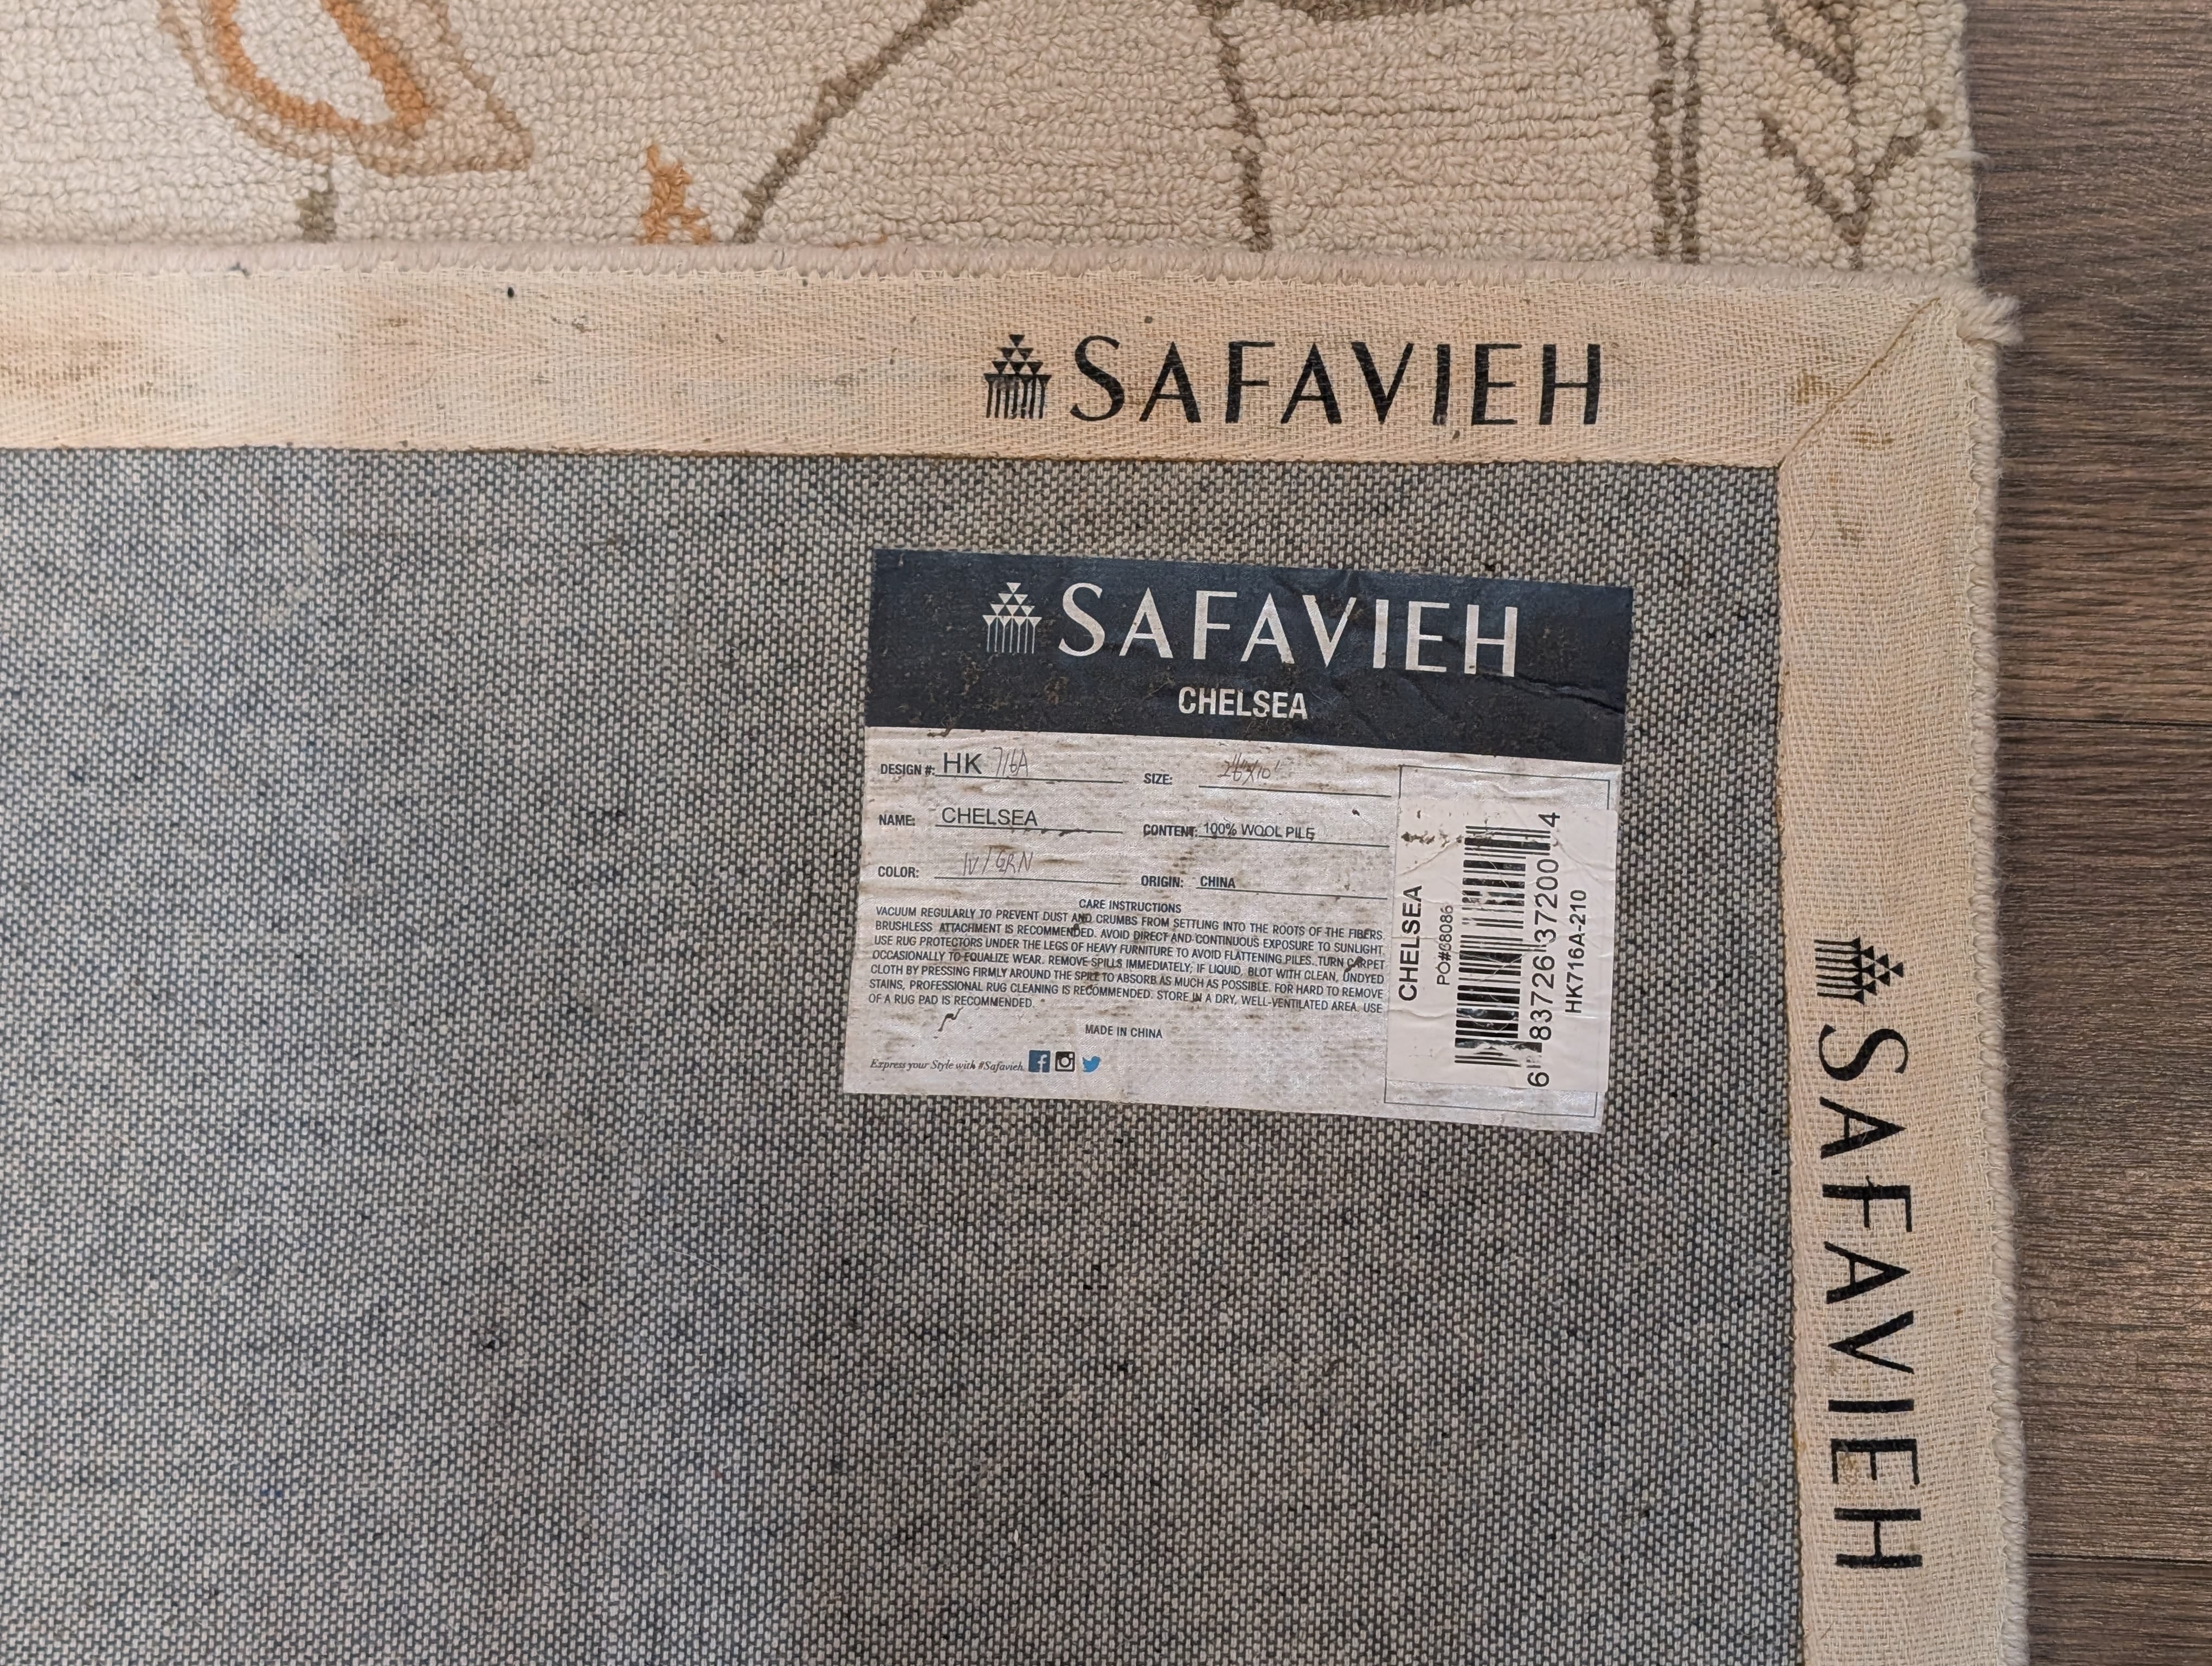 SAFAVIEH
SAFAVIEH
CHELSEA
DESIGN #: HK 716A
SIZE: 2'6"X10'
NAME: CHELSEA
CONTENT: 100% WOOL PILE
COLOR: IV / GRN
ORIGIN: CHINA
CARE INSTRUCTIONS
VACUUM REGULARLY TO PREVENT DUST AND CRUMBS FROM SETTLING INTO THE ROOTS OF THE FIBERS.
BRUSHLESS ATTACHMENT IS RECOMMENDED. AVOID DIRECT AND CONTINUOUS EXPOSURE TO SUNLIGHT.
USE RUG PROTECTORS UNDER THE LEGS OF HEAVY FURNITURE TO AVOID FLATTENING PILES. TURN CARPET
OCCASIONALLY TO EQUALIZE WEAR. REMOVE SPILLS IMMEDIATELY; IF LIQUID, BLOT WITH CLEAN, UNDYED
CLOTH BY PRESSING FIRMLY AROUND THE SPILL TO ABSORB AS MUCH AS POSSIBLE. FOR HARD TO REMOVE
STAINS, PROFESSIONAL RUG CLEANING IS RECOMMENDED. STORE IN A DRY, WELL-VENTILATED AREA. USE
OF A RUG PAD IS RECOMMENDED.
MADE IN CHINA
Express your Style with #Safavieh
CHELSEA
PO#68086
6 83726 37200 4
HK716A-210
SAFAVIEH